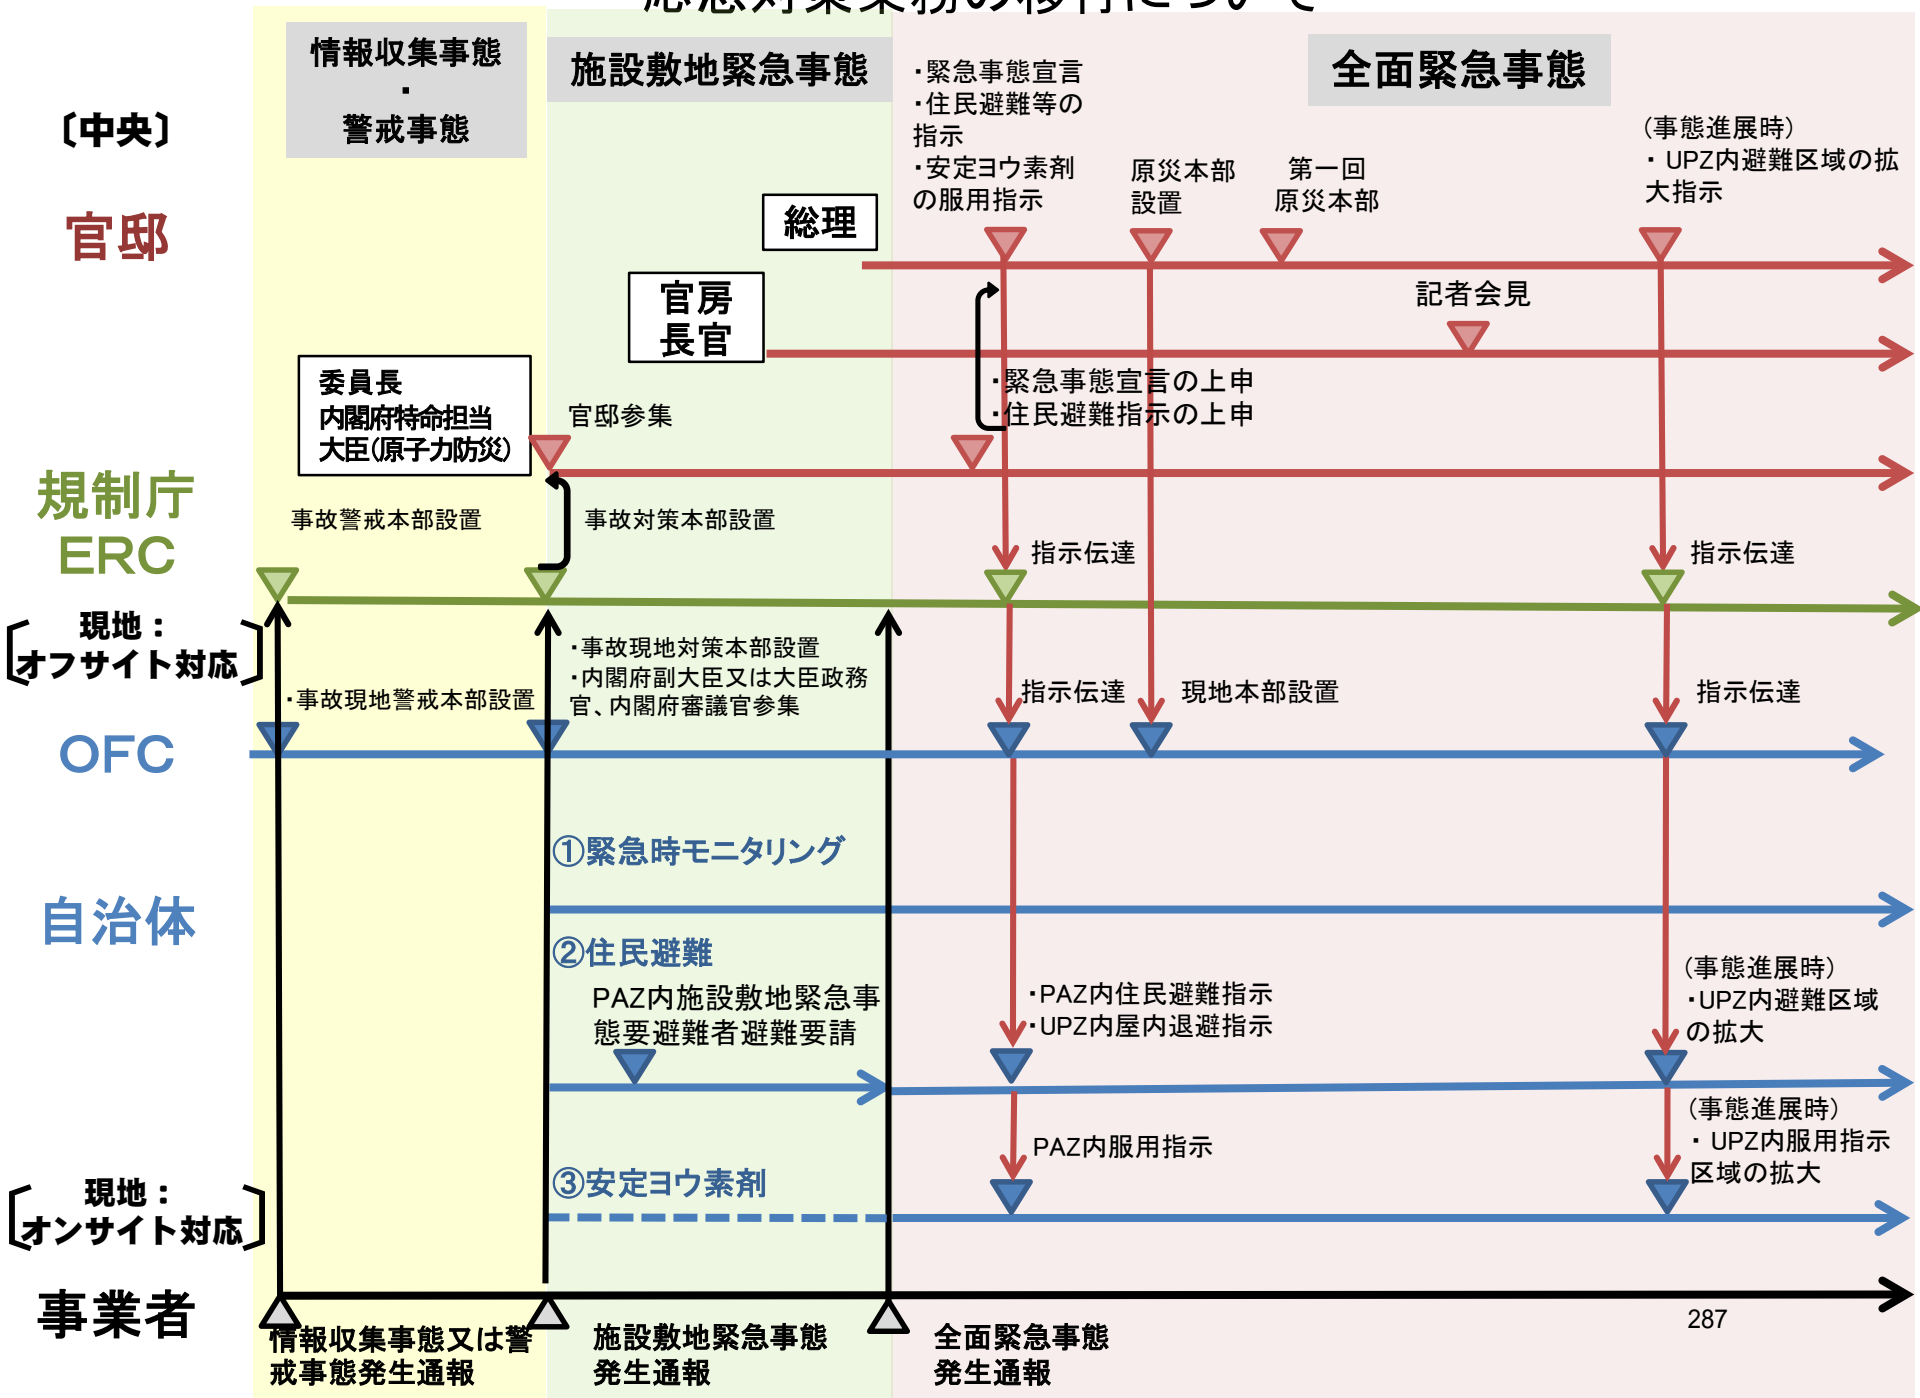 応急対策業務の移行について
情報収集事態
・
警戒事態
施設敷地緊急事態
全面緊急事態
〔中央〕
官邸
・緊急事態宣言
・住民避難等の
指示
・安定ヨウ素剤
の服用指示
原災本部
設置
第一回
原災本部
(事態進展時)
・ UPZ内避難区域の拡
大指示
総理
官房
長官
記者会見
委員長
内閣府特命担当
大臣(原子力防災)
官邸参集
・緊急事態宣言の上申
・住民避難指示の上申
規制庁
ERC
事故警戒本部設置
事故対策本部設置
指示伝達
指示伝達
現地：
オフサイト対応
・事故現地警戒本部設置
・事故現地対策本部設置
・内閣府副大臣又は大臣政務
官、内閣府審議官参集
指示伝達
現地本部設置
指示伝達
OFC
①緊急時モニタリング
自治体
②住民避難
PAZ内施設敷地緊急事
態要避難者避難要請
・PAZ内住民避難指示
・UPZ内屋内退避指示
(事態進展時)
・UPZ内避難区域
の拡大
PAZ内服用指示
(事態進展時)
・ UPZ内服用指示
区域の拡大
③安定ヨウ素剤
現地：
オンサイト対応
事業者
情報収集事態又は警
戒事態発生通報
施設敷地緊急事態
発生通報
全面緊急事態
発生通報
287